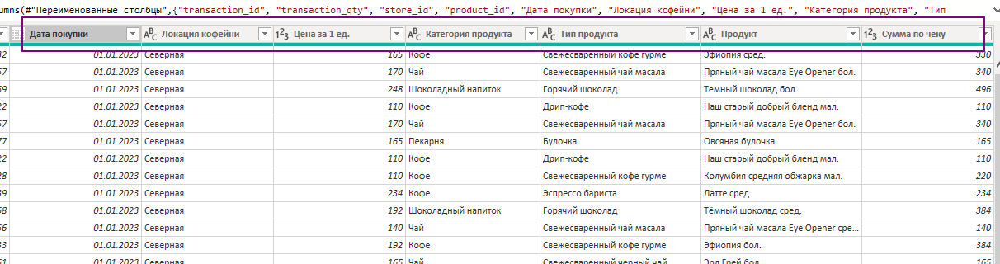 umns(#"Переименованные столбцы",{"transaction_id", "transaction_qty", "store_id", "product_id", "Дата покупки", "Локация кофейни", "Цена за 1 ед.", "Категория продукта", "Тип
Дата покупки ABC Локация кофейни 123 Цена за 1 ед. ABC Категория продукта ABC Тип продукта ABC Продукт 123 Сумма по чеку
32 01.01.2023 Северная 165 Кофе Свежесваренный кофе гурме Эфиопия сред. 330
57 01.01.2023 Северная 170 Чай Свежесваренный чай масала Пряный чай масала Eye Opener бол. 340
59 01.01.2023 Северная 248 Шоколадный напиток Горячий шоколад Темный шоколад бол. 496
22 01.01.2023 Северная 110 Кофе Дрип-кофе Наш старый добрый бленд мал. 110
57 01.01.2023 Северная 170 Чай Свежесваренный чай масала Пряный чай масала Eye Opener бол. 340
77 01.01.2023 Северная 165 Пекарня Булочка Овсяная булочка 165
22 01.01.2023 Северная 110 Кофе Дрип-кофе Наш старый добрый бленд мал. 110
28 01.01.2023 Северная 110 Кофе Свежесваренный кофе гурме Колумбия средняя обжарка мал. 220
39 01.01.2023 Северная 234 Кофе Эспрессо бариста Латте сред. 234
58 01.01.2023 Северная 192 Шоколадный напиток Горячий шоколад Тёмный шоколад сред. 384
56 01.01.2023 Северная 140 Чай Свежесваренный чай масала Пряный чай масала Eye Opener сре... 140
33 01.01.2023 Северная 192 Кофе Свежесваренный кофе гурме Эфиопия бол. 384
51 01.01.2023 Северная 165 Чай Свежесваренный черный чай Эрл Грей бол. 165